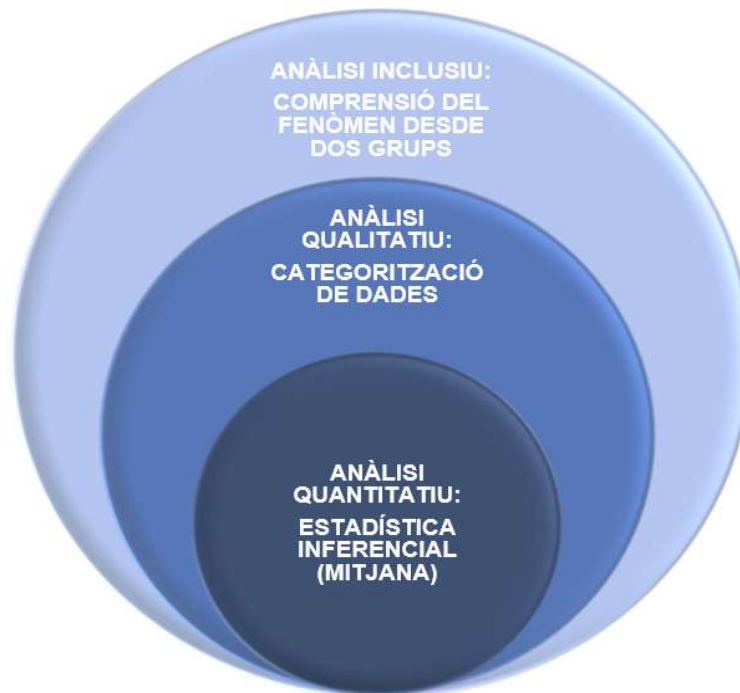 ANÀLISI INCLUSIU:
COMPRENSIÓ DEL
FENÒMEN DESDE
DOS GRUPS
ANÀLISI
QUALITATIU:
CATEGORITZACIÓ
DE DADES
ANÀLISI
QUANTITATIU:
ESTADÍSTICA
INFERENCIAL
(MITJANA)